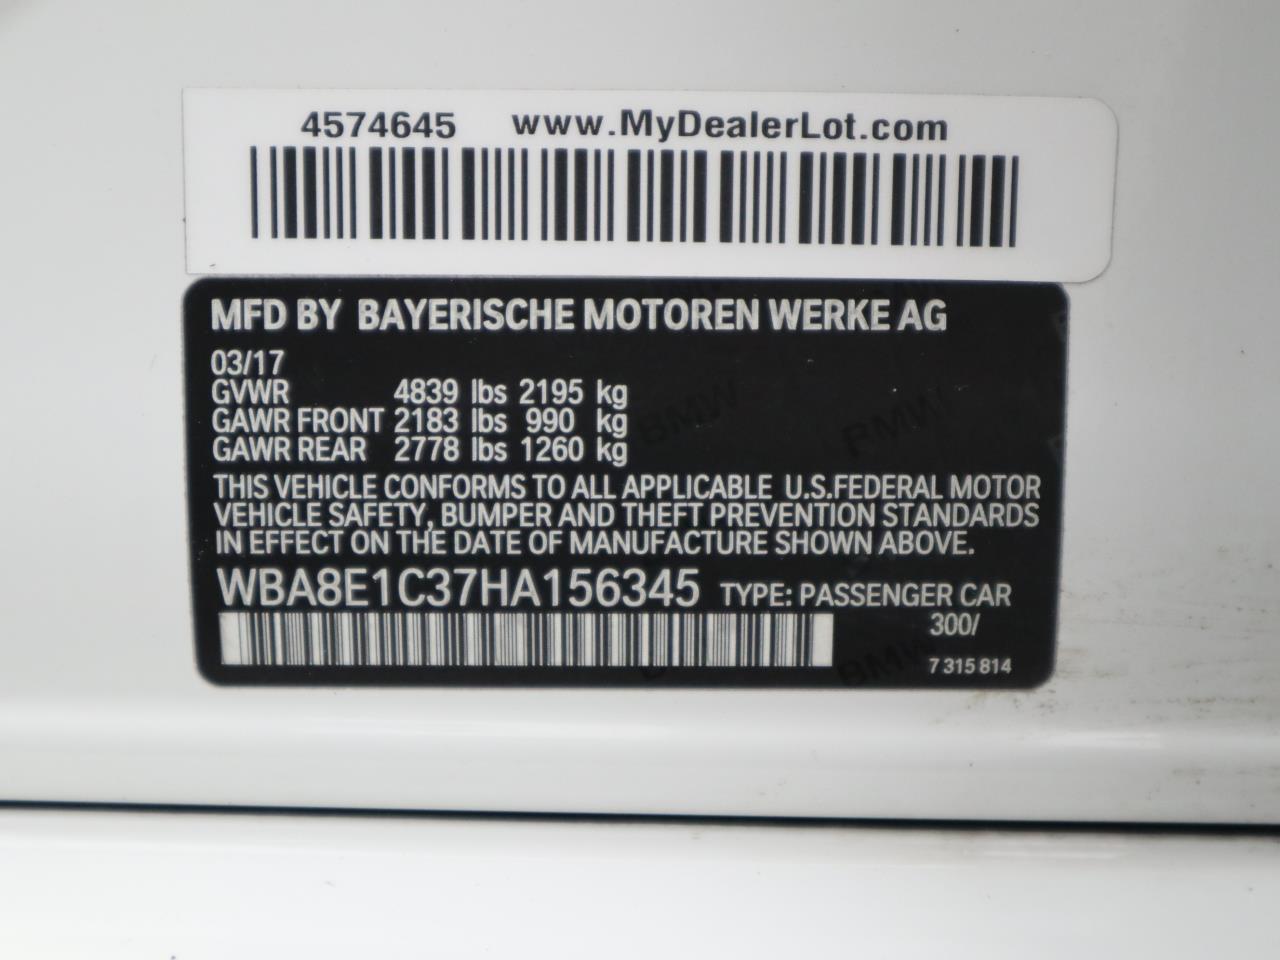 4574645 www.MyDealerLot.com
MFD BY BAYERISCHE MOTOREN WERKE AG
03/17
GVWR 4839 lbs 2195 kg
GAWR FRONT 2183 lbs 990 kg
GAWR REAR 2778 lbs 1260 kg
THIS VEHICLE CONFORMS TO ALL APPLICABLE U.S.FEDERAL MOTOR
VEHICLE SAFETY, BUMPER AND THEFT PREVENTION STANDARDS
IN EFFECT ON THE DATE OF MANUFACTURE SHOWN ABOVE.
WBA8E1C37HA156345 TYPE: PASSENGER CAR
300/
7 315 814